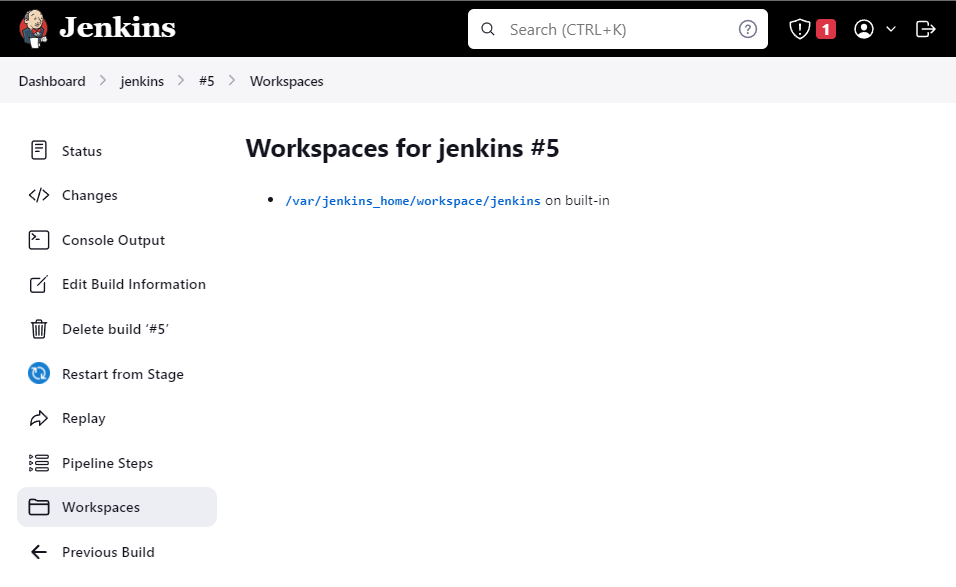 Jenkins
Search (CTRL+K)
1
Dashboard jenkins #5 Workspaces
Status
Changes
Console Output
Edit Build Information
Delete build ‘#5’
Restart from Stage
Replay
Pipeline Steps
Workspaces
Previous Build
Workspaces for jenkins #5
/var/jenkins_home/workspace/jenkins on built-in